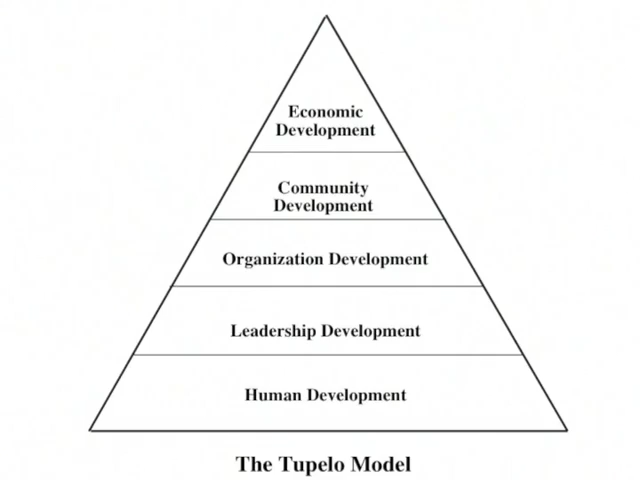 Economic
Development
Community
Development
Organization Development
Leadership Development
Human Development
The Tupelo Model